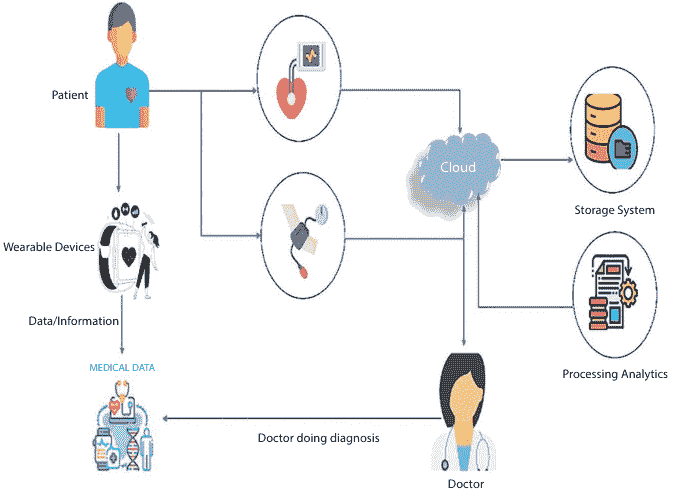 Patient
Cloud
Storage System
Wearable Devices
Data/Information
MEDICAL DATA
Processing Analytics
Doctor doing diagnosis
Doctor